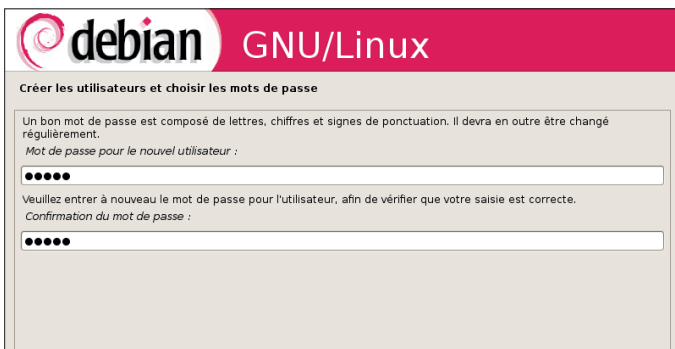 debian GNU/Linux
Créer les utilisateurs et choisir les mots de passe
Un bon mot de passe est composé de lettres, chiffres et signes de ponctuation. Il devra en outre être changé
régulièrement.
Mot de passe pour le nouvel utilisateur :
●●●●●
Veuillez entrer à nouveau le mot de passe pour l'utilisateur, afin de vérifier que votre saisie est correcte.
Confirmation du mot de passe :
●●●●●